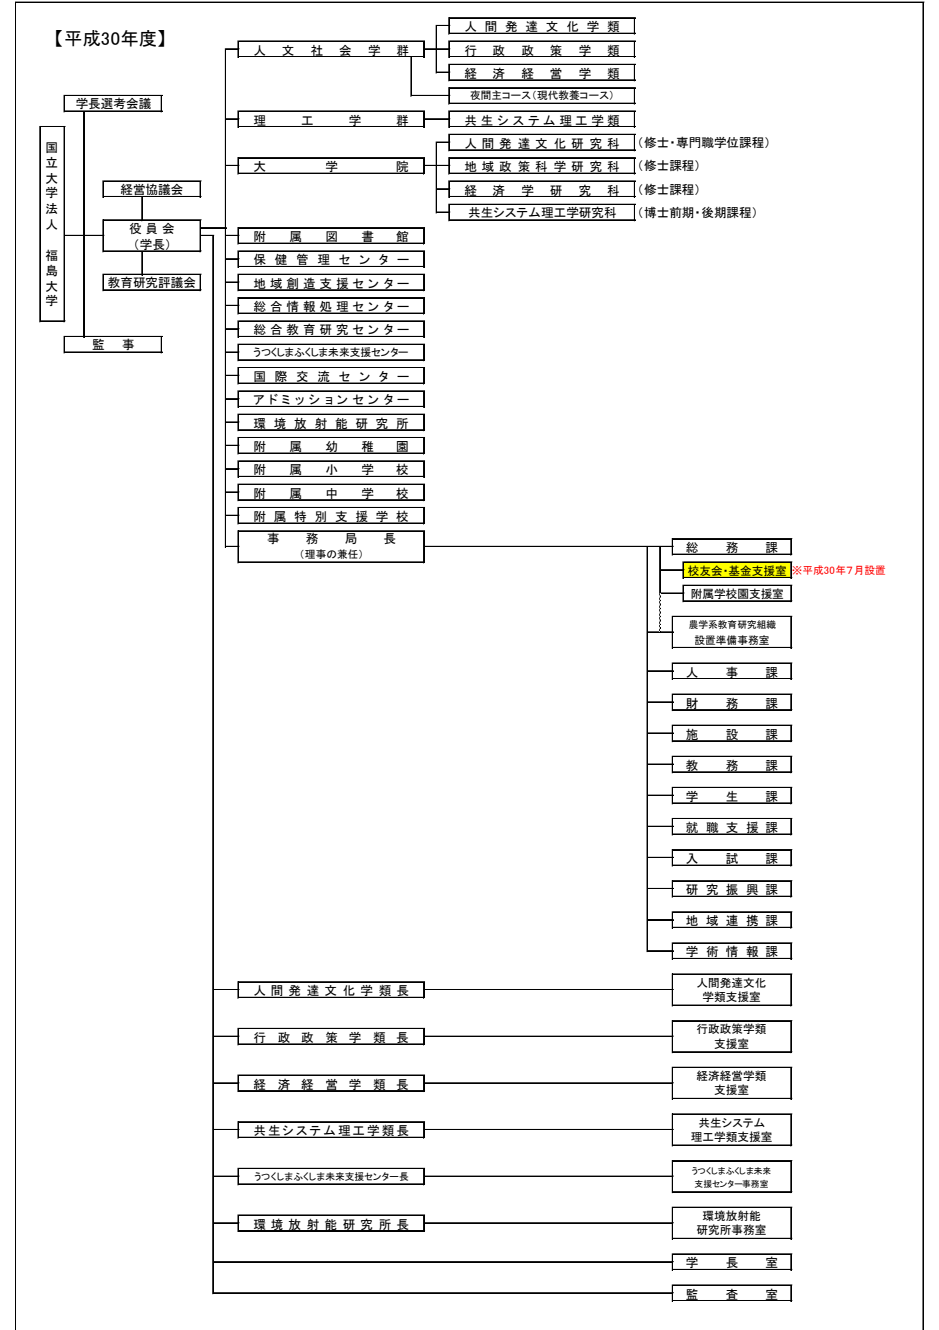 【平成30年度】
学長選考会議
国立大学法人　福島大学
経営協議会
役員会
（学長）
教育研究評議会
監事
人文社会学群
人間発達文化学類
行政政策学類
経済経営学類
夜間主コース（現代教養コース）
理工学群
共生システム理工学類
大学院
人間発達文化研究科（修士・専門職学位課程）
地域政策科学研究科（修士課程）
経済学研究科（修士課程）
共生システム理工学研究科（博士前期・後期課程）
附属図書館
保健管理センター
地域創造支援センター
総合情報処理センター
総合教育研究センター
うつくしまふくしま未来支援センター
国際交流センター
アドミッションセンター
環境放射能研究所
附属幼稚園
附属小学校
附属中学校
附属特別支援学校
事務局長
（理事の兼任）
総務課
校友会・基金支援室※平成30年7月設置
附属学校園支援室
農学系教育研究組織
設置準備事務室
人事課
財務課
施設課
教務課
学生課
就職支援課
入試課
研究振興課
地域連携課
学術情報課
人間発達文化学類長
人間発達文化
学類支援室
行政政策学類長
行政政策学類
支援室
経済経営学類長
経済経営学類
支援室
共生システム理工学類長
共生システム
理工学類支援室
うつくしまふくしま未来支援センター長
うつくしまふくしま未来
支援センター事務室
環境放射能研究所長
環境放射能
研究所事務室
学長室
監査室